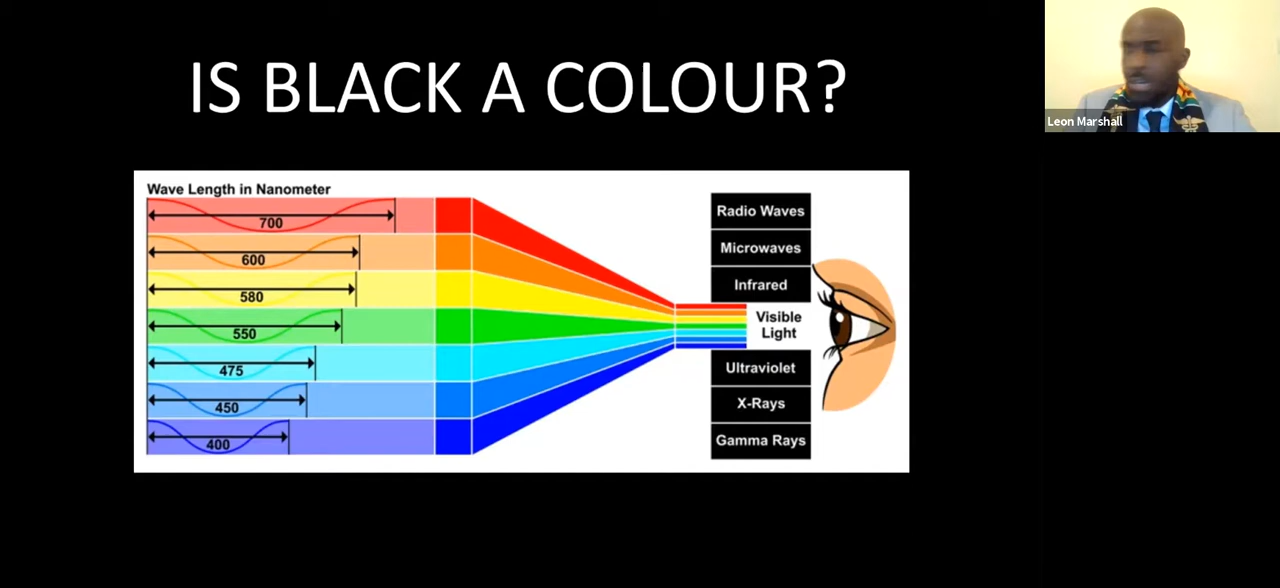 IS BLACK A COLOUR?
Leon Marshall
Wave Length in Nanometer
700
600
580
550
475
450
400
Radio Waves
Microwaves
Infrared
Visible
Light
Ultraviolet
X-Rays
Gamma Rays